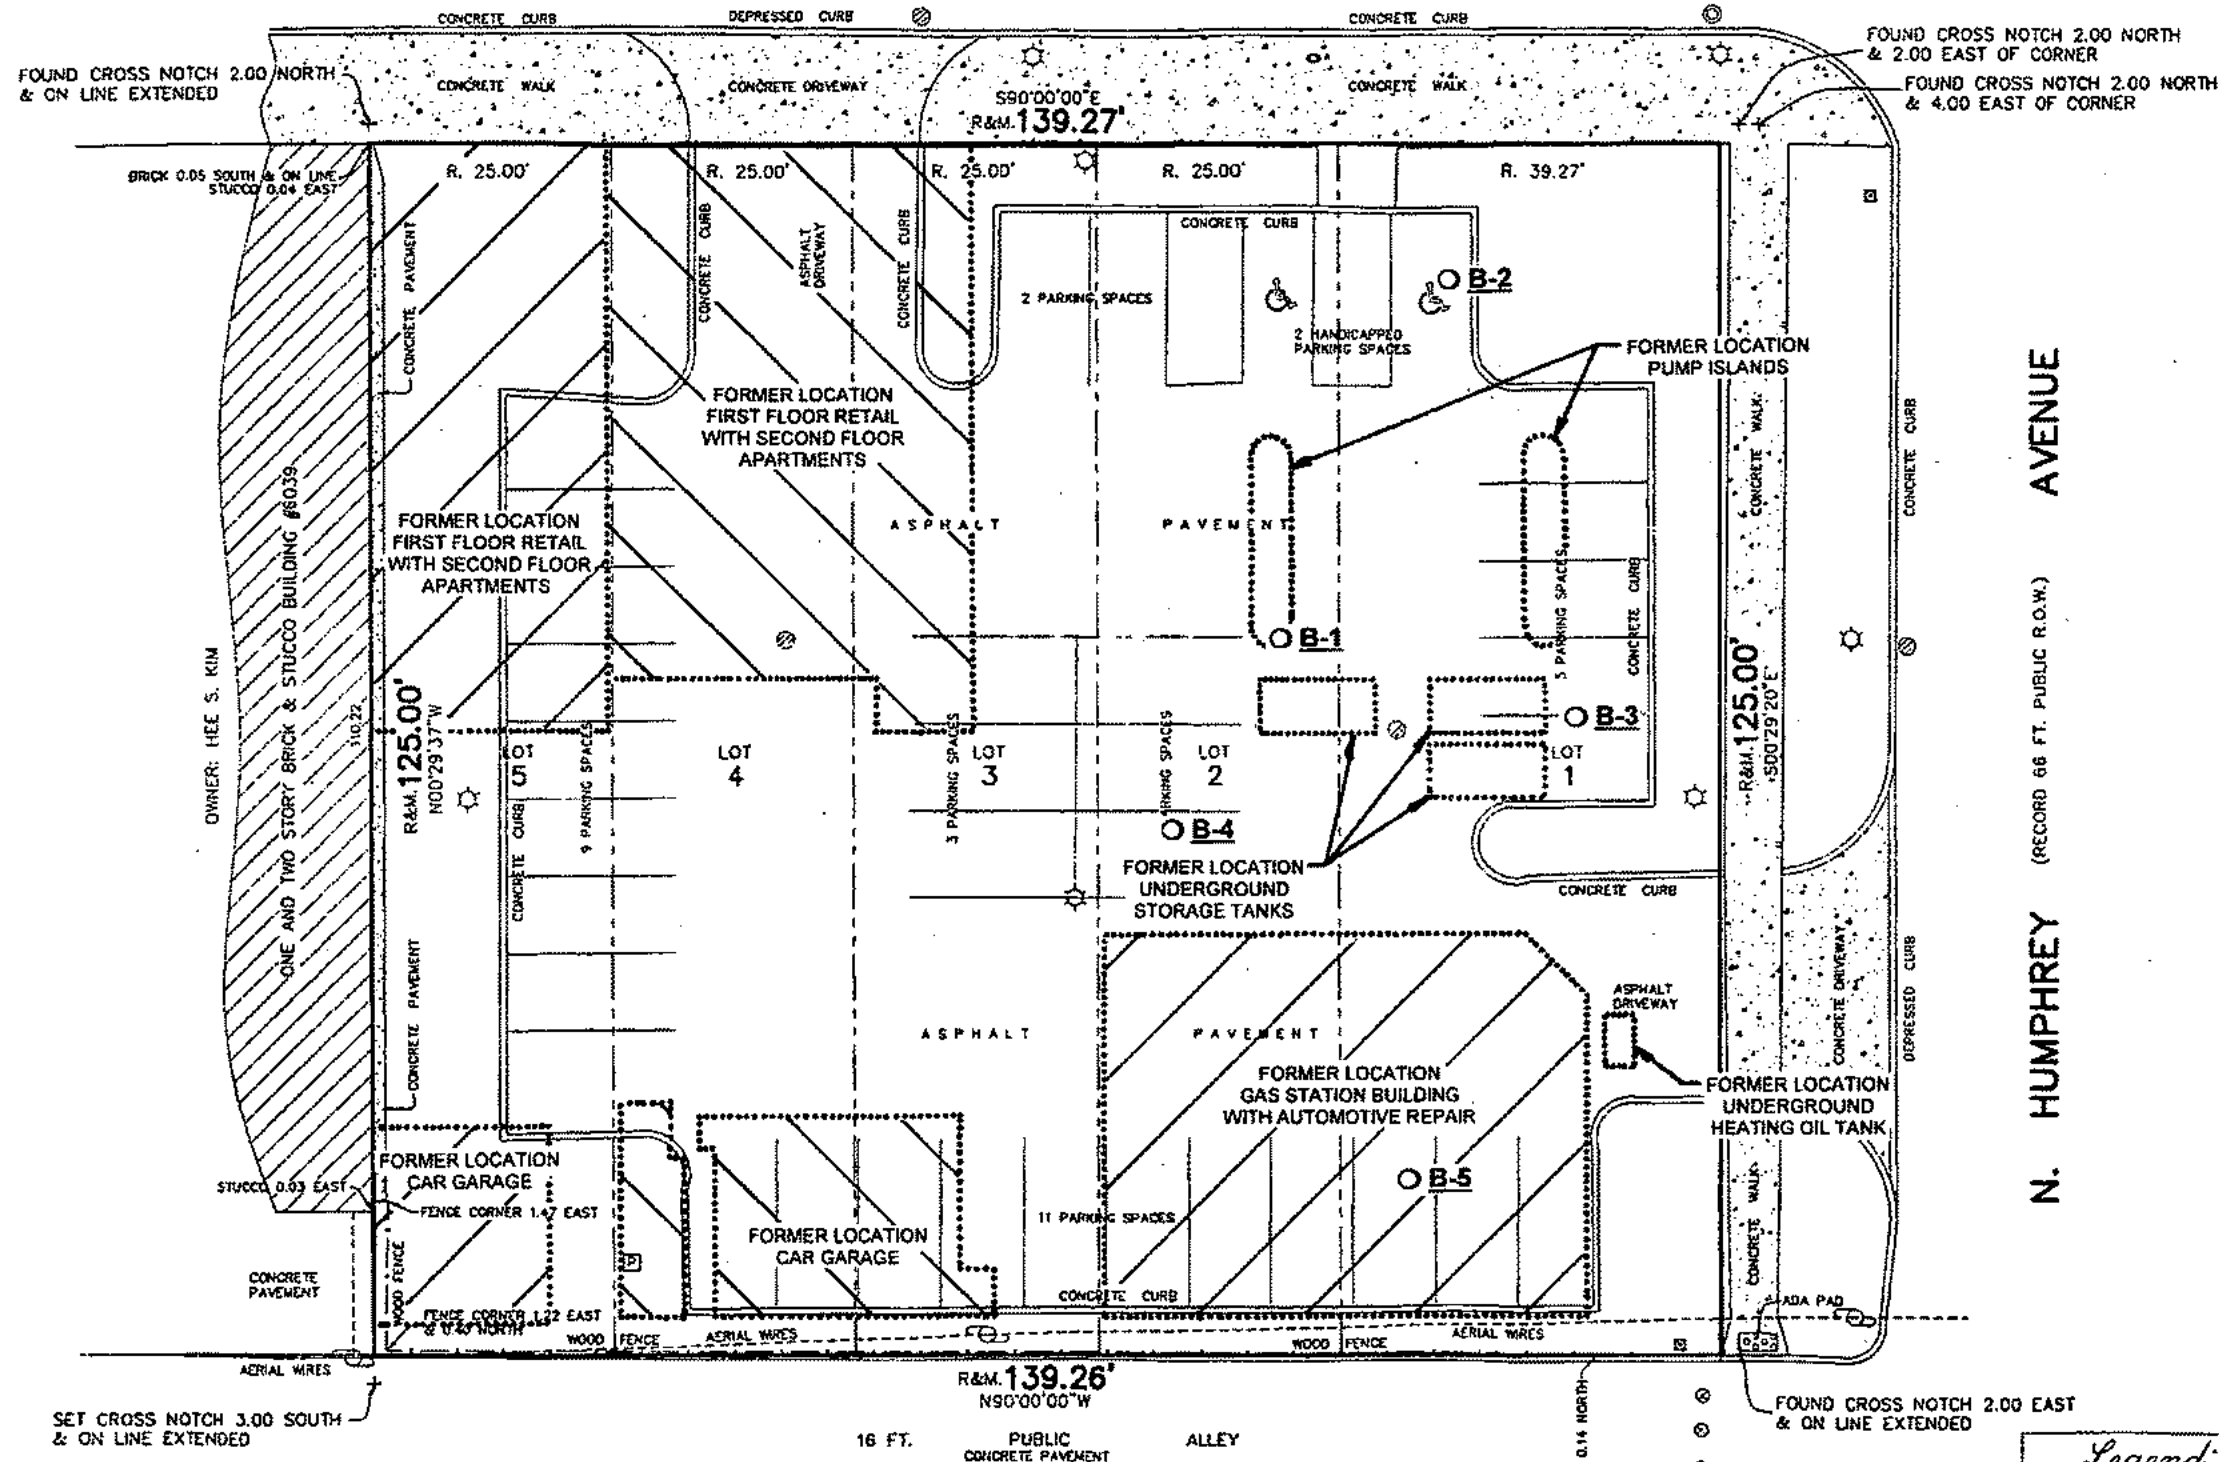 CONCRETE CURB
DEPRESSED CURB
CONCRETE CURB
FOUND CROSS NOTCH 2.00 NORTH
& 2.00 EAST OF CORNER
FOUND CROSS NOTCH 2.00 NORTH
& ON LINE EXTENDED
CONCRETE WALK
CONCRETE DRIVEWAY
CONCRETE WALK
FOUND CROSS NOTCH 2.00 NORTH
& 4.00 EAST OF CORNER
S90°00'00"E
R&M. 139.27'
BRICK 0.05 SOUTH & ON LINE
STUCCO 0.04 EAST
R. 25.00'
R. 25.00'
R. 25.00'
R. 25.00'
R. 39.27'
CONCRETE PAVEMENT
CONCRETE CURB
ASPHALT
DRIVEWAY
CONCRETE CURB
CONCRETE CURB
2 PARKING SPACES
B-2
2 HANDICAPPED
PARKING SPACES
FORMER LOCATION
PUMP ISLANDS
FORMER LOCATION
FIRST FLOOR RETAIL
WITH SECOND FLOOR
APARTMENTS
FORMER LOCATION
FIRST FLOOR RETAIL
WITH SECOND FLOOR
APARTMENTS
ASPHALT PAVEMENT
CONCRETE WALK
CONCRETE CURB
N. HUMPHREY AVENUE
(RECORD 66 FT. PUBLIC R.O.W.)
OWNER: HEE S. KIM
ONE AND TWO STORY BRICK & STUCCO BUILDING #6039
B-1
5 PARKING SPACES
CONCRETE CURB
B-3
R&M. 125.00'
N00°29'37"W
R&M. 125.00'
S00°29'20"E
LOT
5
9 PARKING SPACES
LOT
4
3 PARKING SPACES
LOT
3
PARKING SPACES
LOT
2
LOT
1
CONCRETE CURB
B-4
FORMER LOCATION
UNDERGROUND
STORAGE TANKS
CONCRETE CURB
CONCRETE PAVEMENT
CONCRETE DRIVEWAY
DEPRESSED CURB
ASPHALT
DRIVEWAY
ASPHALT PAVEMENT
FORMER LOCATION
GAS STATION BUILDING
WITH AUTOMOTIVE REPAIR
FORMER LOCATION
UNDERGROUND
HEATING OIL TANK
FORMER LOCATION
CAR GARAGE
STUCCO 0.03 EAST
FENCE CORNER 1.47 EAST
B-5
11 PARKING SPACES
FORMER LOCATION
CAR GARAGE
P
CONCRETE WALK
CONCRETE
PAVEMENT
WOOD FENCE
CONCRETE CURB
ADA PAD
FENCE CORNER 1.22 EAST
& 0.40 NORTH
WOOD FENCE
AERIAL WIRES
WOOD FENCE
AERIAL WIRES
AERIAL WIRES
R&M. 139.26'
N90°00'00"W
0.14 NORTH
SET CROSS NOTCH 3.00 SOUTH
& ON LINE EXTENDED
FOUND CROSS NOTCH 2.00 EAST
& ON LINE EXTENDED
16 FT. PUBLIC ALLEY
CONCRETE PAVEMENT
Legend: